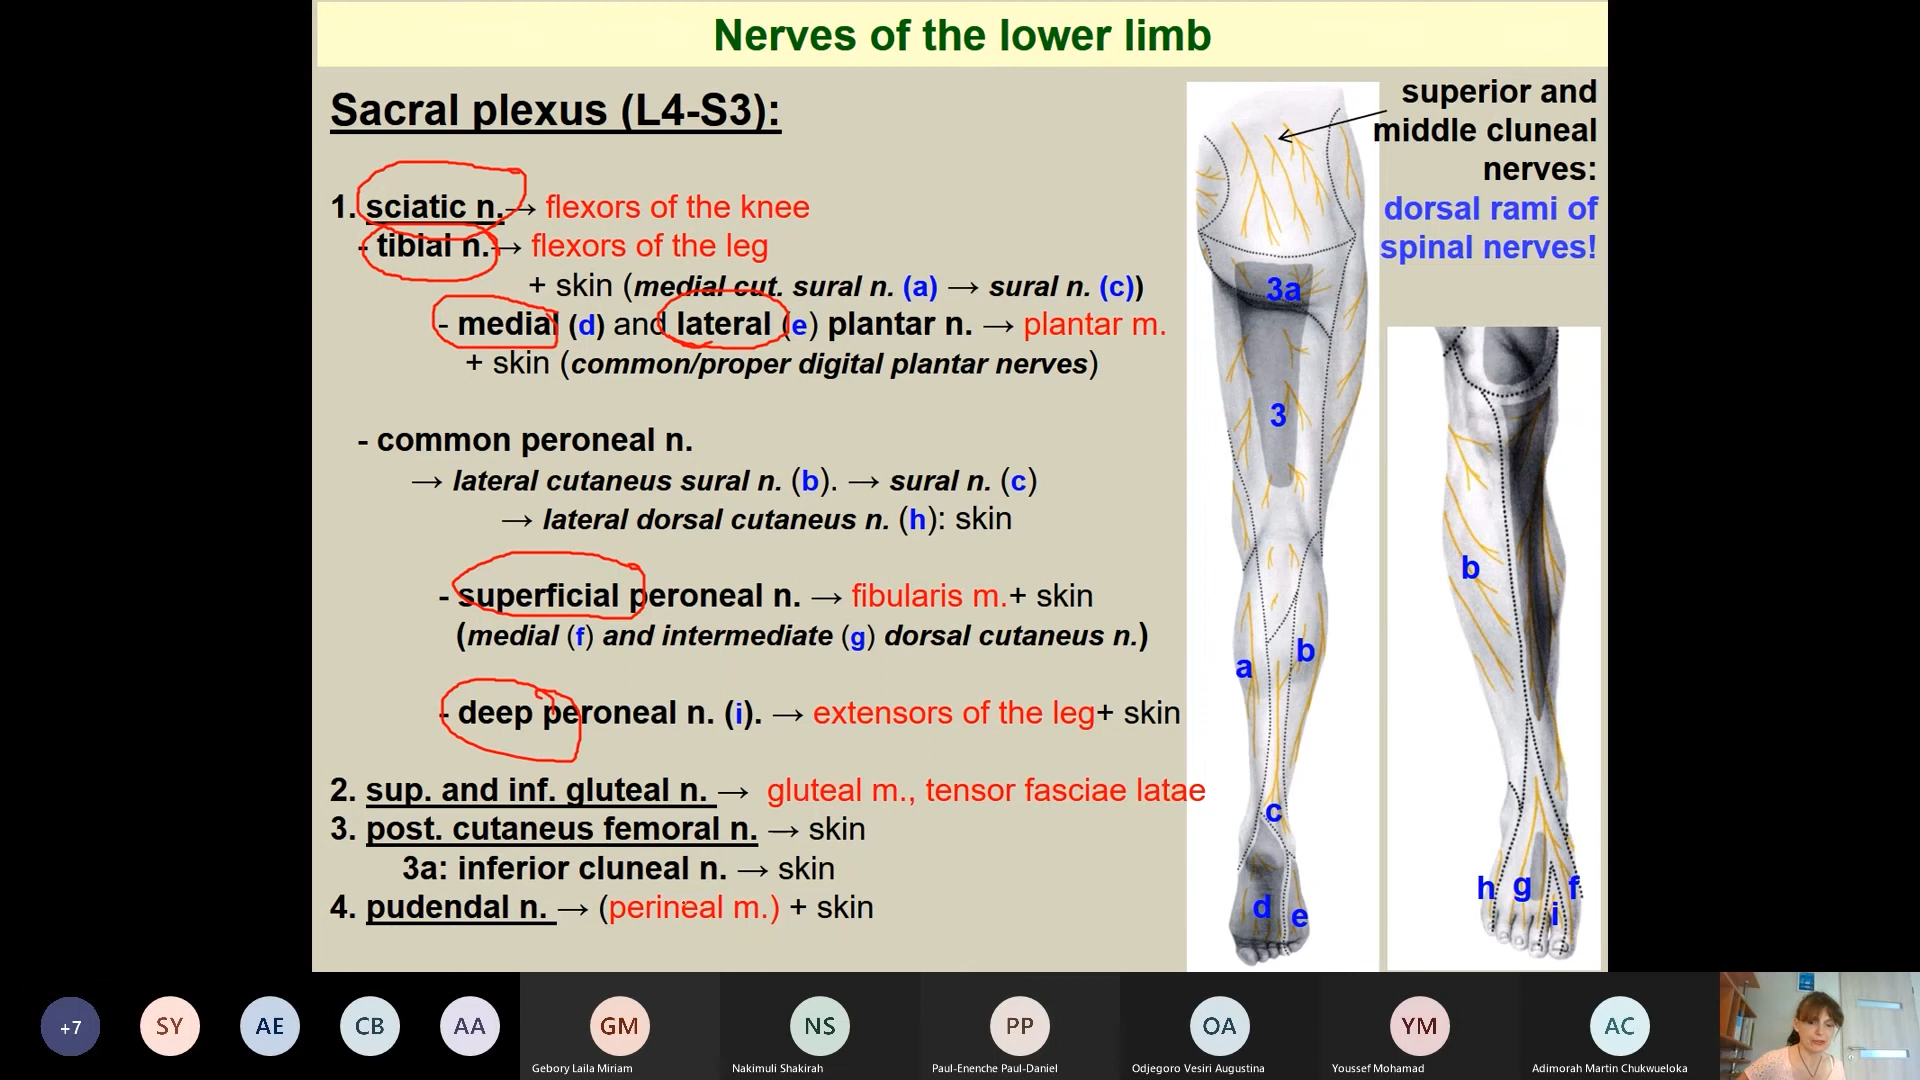 Nerves of the lower limb
Sacral plexus (L4-S3):
1. sciatic n.→ flexors of the knee
- tibial n.→ flexors of the leg
+ skin (medial cut. sural n. (a) → sural n. (c))
- medial (d) and lateral (e) plantar n. → plantar m.
+ skin (common/proper digital plantar nerves)
- common peroneal n.
→ lateral cutaneus sural n. (b). → sural n. (c)
→ lateral dorsal cutaneus n. (h): skin
- superficial peroneal n. → fibularis m.+ skin
(medial (f) and intermediate (g) dorsal cutaneus n.)
- deep peroneal n. (i). → extensors of the leg+ skin
2. sup. and inf. gluteal n. → gluteal m., tensor fasciae latae
3. post. cutaneus femoral n. → skin
3a: inferior cluneal n. → skin
4. pudendal n. → (perineal m.) + skin
superior and
middle cluneal
nerves:
dorsal rami of
spinal nerves!
3a
3
a
b
c
d
e
b
h
g
f
i
+7
SY
AE
CB
AA
GM
NS
PP
OA
YM
AC
Gebory Laila Miriam
Nakimuli Shakirah
Paul-Enenche Paul-Daniel
Odjegoro Vesiri Augustina
Youssef Mohamad
Adimorah Martin Chukwueloka